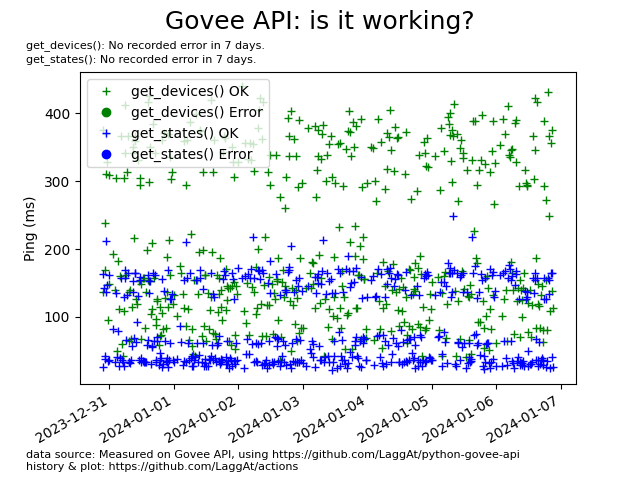 Govee API: is it working?
get_devices(): No recorded error in 7 days.
get_states(): No recorded error in 7 days.
get_devices() OK
get_devices() Error
get_states() OK
get_states() Error
400
300
200
100
Ping (ms)
2023-12-31
2024-01-01
2024-01-02
2024-01-03
2024-01-04
2024-01-05
2024-01-06
2024-01-07
data source: Measured on Govee API, using https://github.com/LaggAt/python-govee-api
history & plot: https://github.com/LaggAt/actions